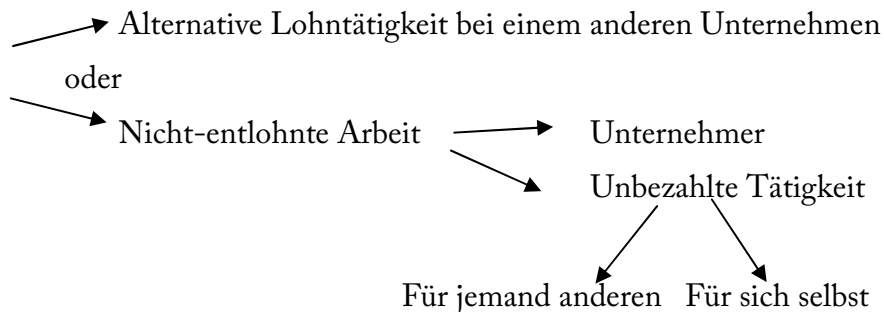 Alternative Lohntätigkeit bei einem anderen Unternehmen
oder
Nicht-entlohnte Arbeit Unternehmer
Unbezahlte Tätigkeit
Für jemand anderen Für sich selbst